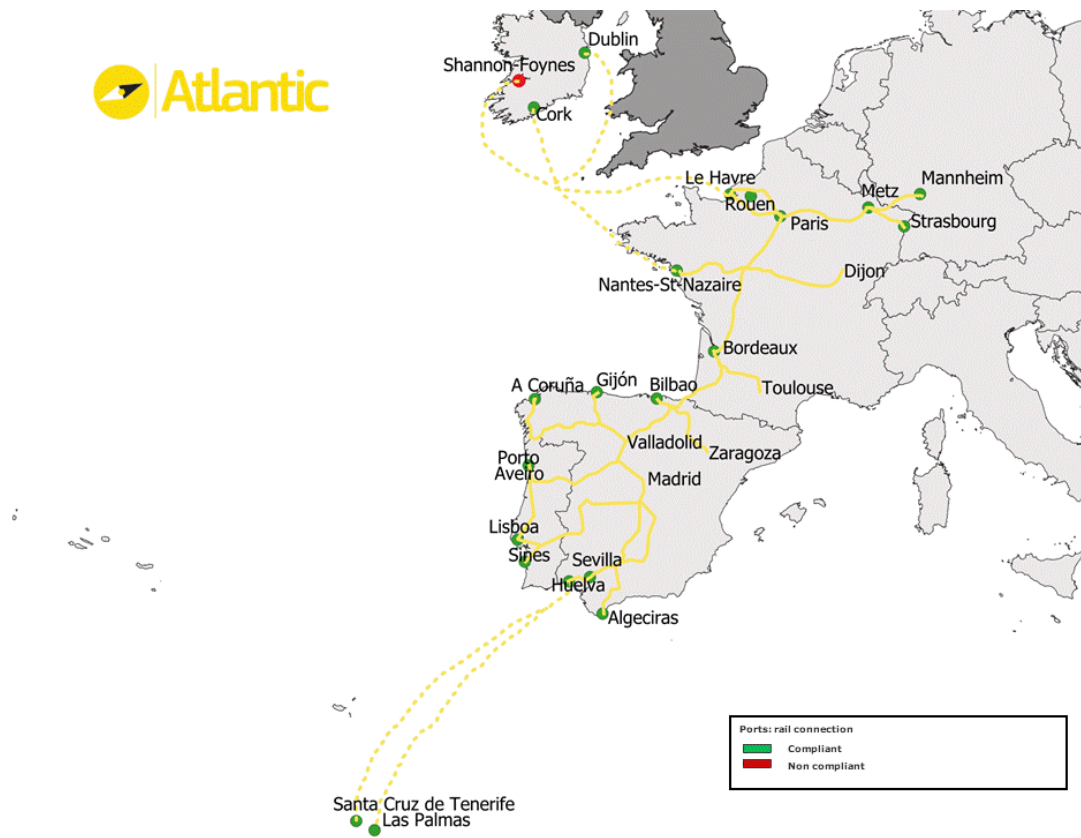 Atlantic
Dublin
Shannon-Foynes
Cork
Le Havre
Rouen
Paris
Metz
Mannheim
Strasbourg
Nantes-St-Nazaire
Dijon
Bordeaux
Toulouse
A Coruña
Gijón
Bilbao
Valladolid
Zaragoza
Porto
Aveiro
Madrid
Lisboa
Sines
Sevilla
Huelva
Algeciras
Santa Cruz de Tenerife
Las Palmas
Ports: rail connection
Compliant
Non compliant